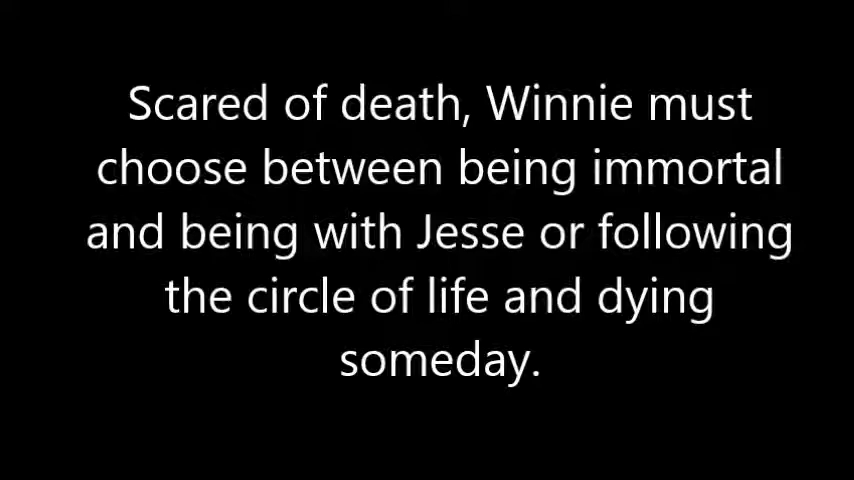 Scared of death, Winnie must
choose between being immortal
and being with Jesse or following
the circle of life and dying
someday.